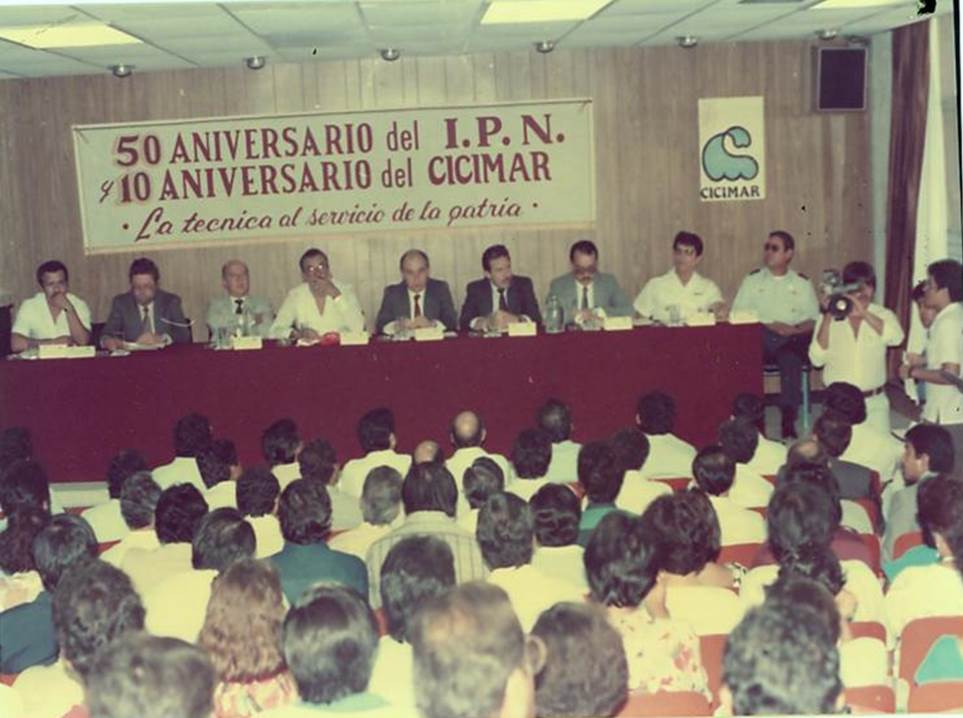 50 ANIVERSARIO del I.P.N.
y 10 ANIVERSARIO del CICIMAR
• La tecnica al servicio de la patria •
CICIMAR